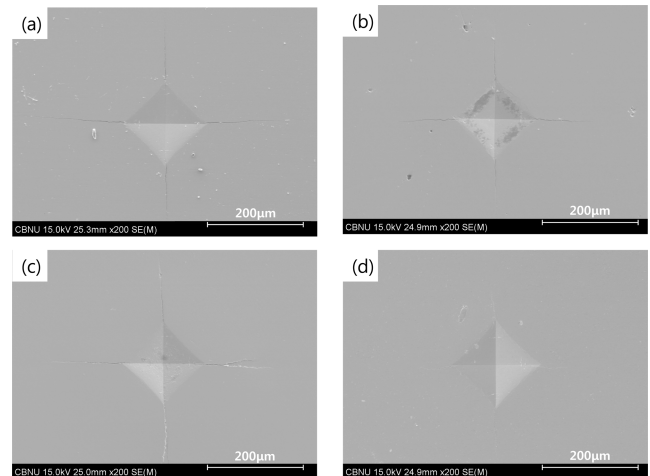 (a)
200μm
CBNU 15.0kV 25.3mm x200 SE(M)
(b)
200μm
CBNU 15.0kV 24.9mm x200 SE(M)
(c)
200μm
CBNU 15.0kV 25.0mm x200 SE(M)
(d)
200μm
CBNU 15.0kV 24.9mm x200 SE(M)